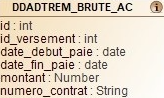 DDADTREM_BRUTE_AC
id : int
id_versement : int
date_debut_paie : date
date_fin_paie : date
montant : Number
numero_contrat : String